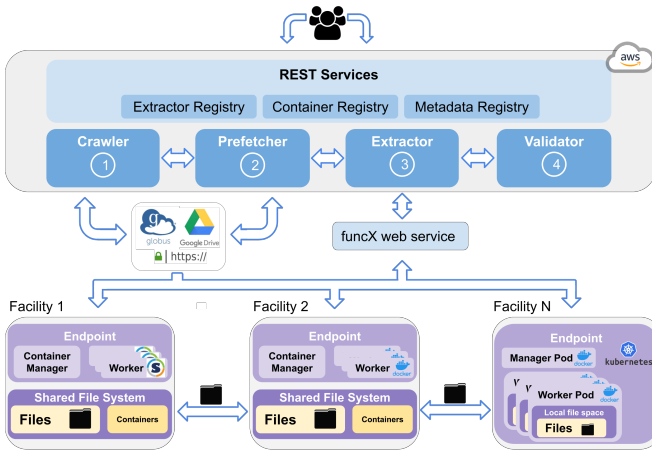 aws
REST Services
Extractor Registry
Container Registry
Metadata Registry
Crawler
Prefetcher
Extractor
Validator
1
2
3
4
g
globus
Google Drive
https://
funcX web service
Facility 1
Facility 2
Facility N
Endpoint
Container
Manager
Worker
S
Shared File System
Files
Containers
Endpoint
Container
Manager
Worker
docker
Shared File System
Files
Containers
Endpoint
kubernetes
Manager Pod
docker
Worker Pod
docker
Local file space
Files